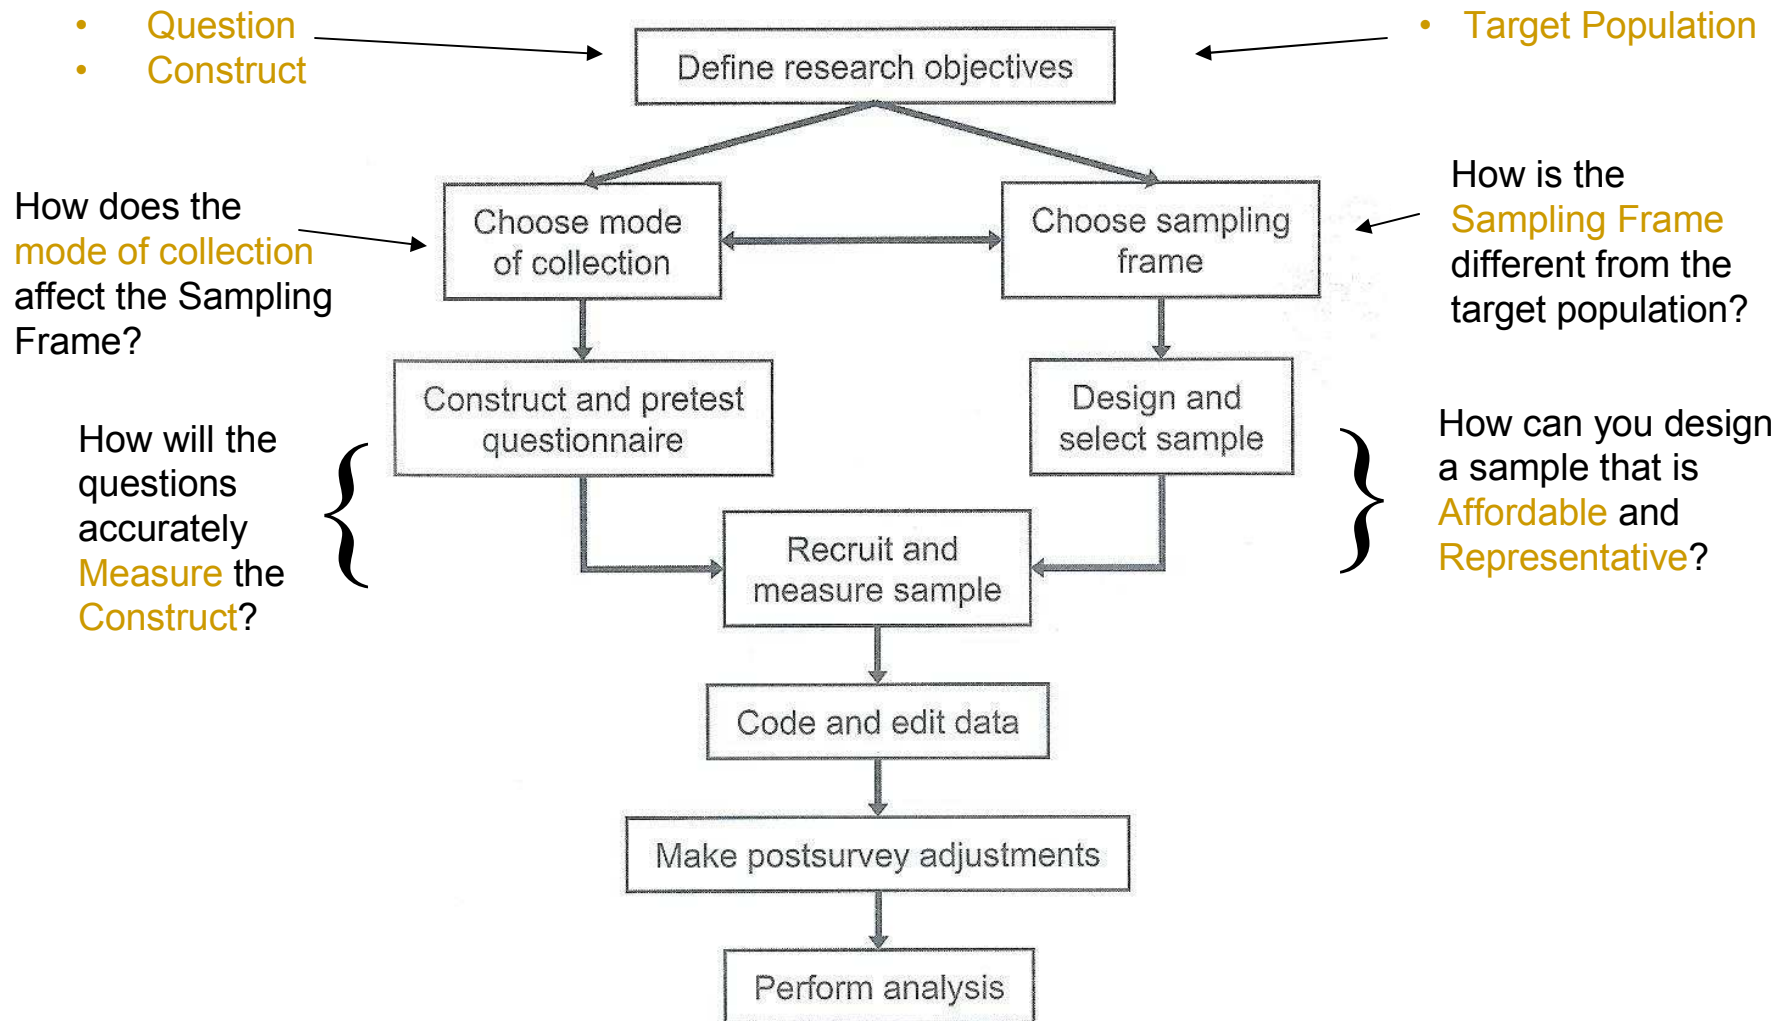 • Question
• Construct
• Target Population
Define research objectives
How does the
mode of collection
affect the Sampling
Frame?
Choose mode
of collection
Choose sampling
frame
How is the
Sampling Frame
different from the
target population?
Construct and pretest
questionnaire
Design and
select sample
How will the
questions
accurately
Measure the
Construct?
How can you design
a sample that is
Affordable and
Representative?
Recruit and
measure sample
Code and edit data
Make postsurvey adjustments
Perform analysis